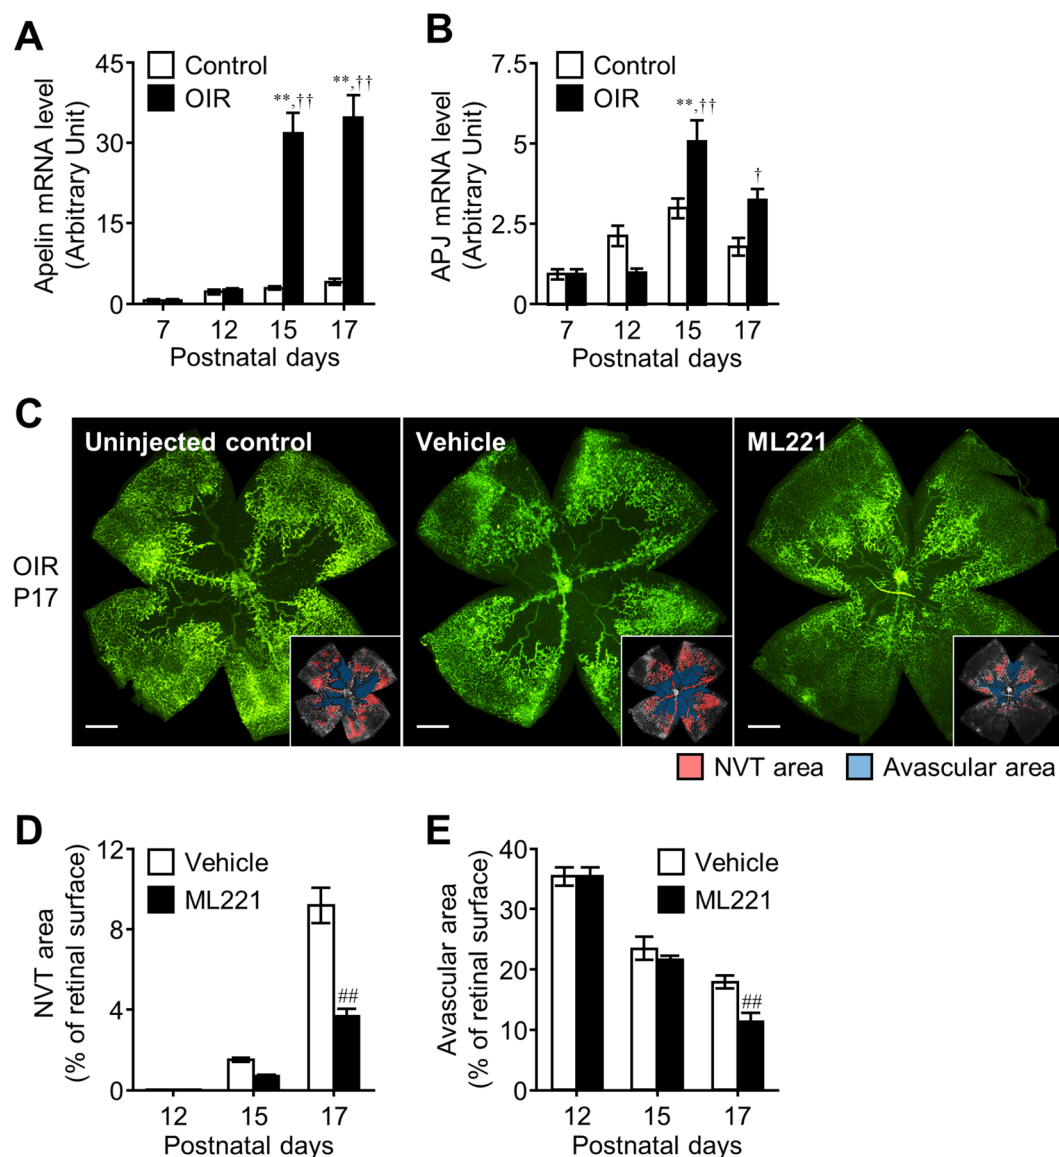 A
Apelin mRNA level
(Arbitrary Unit)
45
30
15
0
Control
OIR
**,††
**,††
7 12 15 17
Postnatal days
B
APJ mRNA level
(Arbitrary Unit)
7.5
5
2.5
0
Control
OIR
**,††
†
7 12 15 17
Postnatal days
C
OIR
P17
Uninjected control
Vehicle
ML221
NVT area
Avascular area
D
NVT area
(% of retinal surface)
12
8
4
0
Vehicle
ML221
##
12 15 17
Postnatal days
E
Avascular area
(% of retinal surface)
40
30
20
10
0
Vehicle
ML221
##
12 15 17
Postnatal days